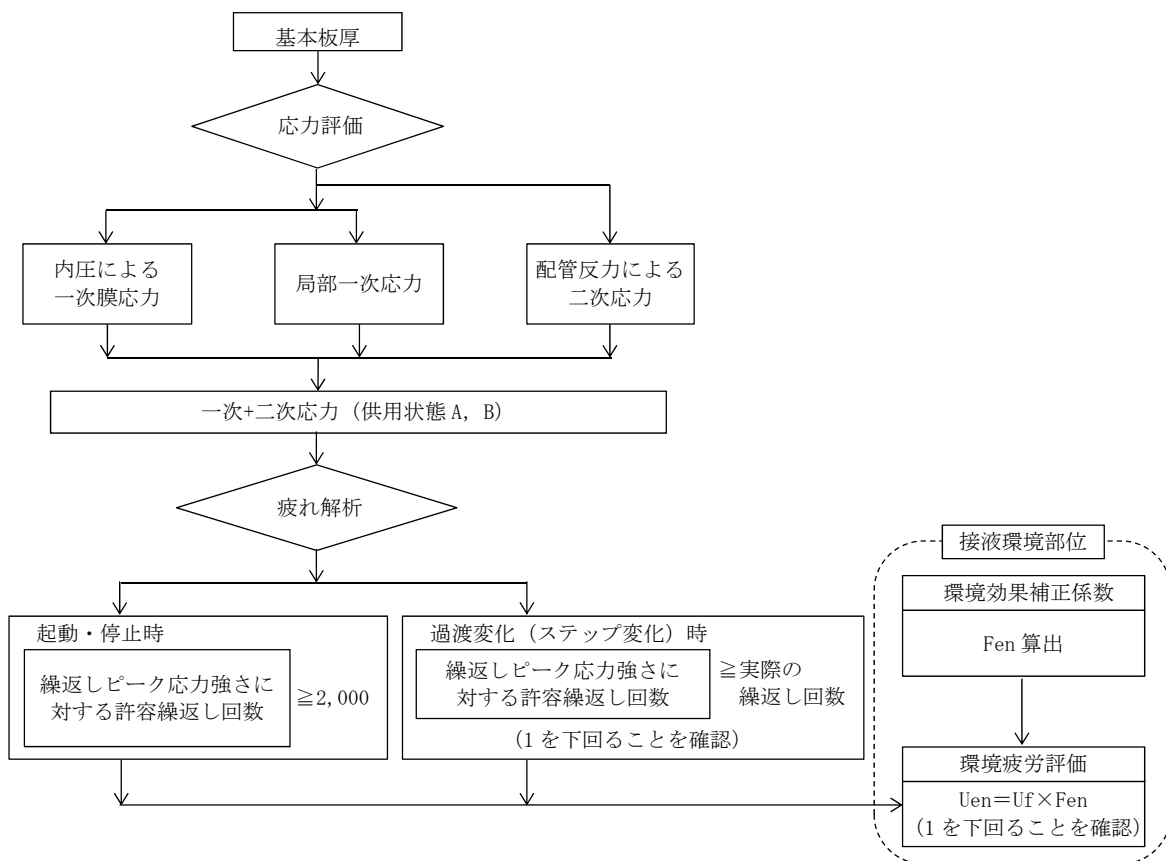 基本板厚
応力評価
内圧による
一次膜応力
局部一次応力
配管反力による
二次応力
一次+二次応力（供用状態 A, B）
疲れ解析
起動・停止時
繰返しピーク応力強さに
対する許容繰返し回数
≧2,000
過渡変化（ステップ変化）時
繰返しピーク応力強さに
対する許容繰返し回数
≧実際の
繰返し回数
（1 を下回ることを確認）
接液環境部位
環境効果補正係数
Fen 算出
環境疲労評価
Uen＝Uf×Fen
（1 を下回ることを確認）